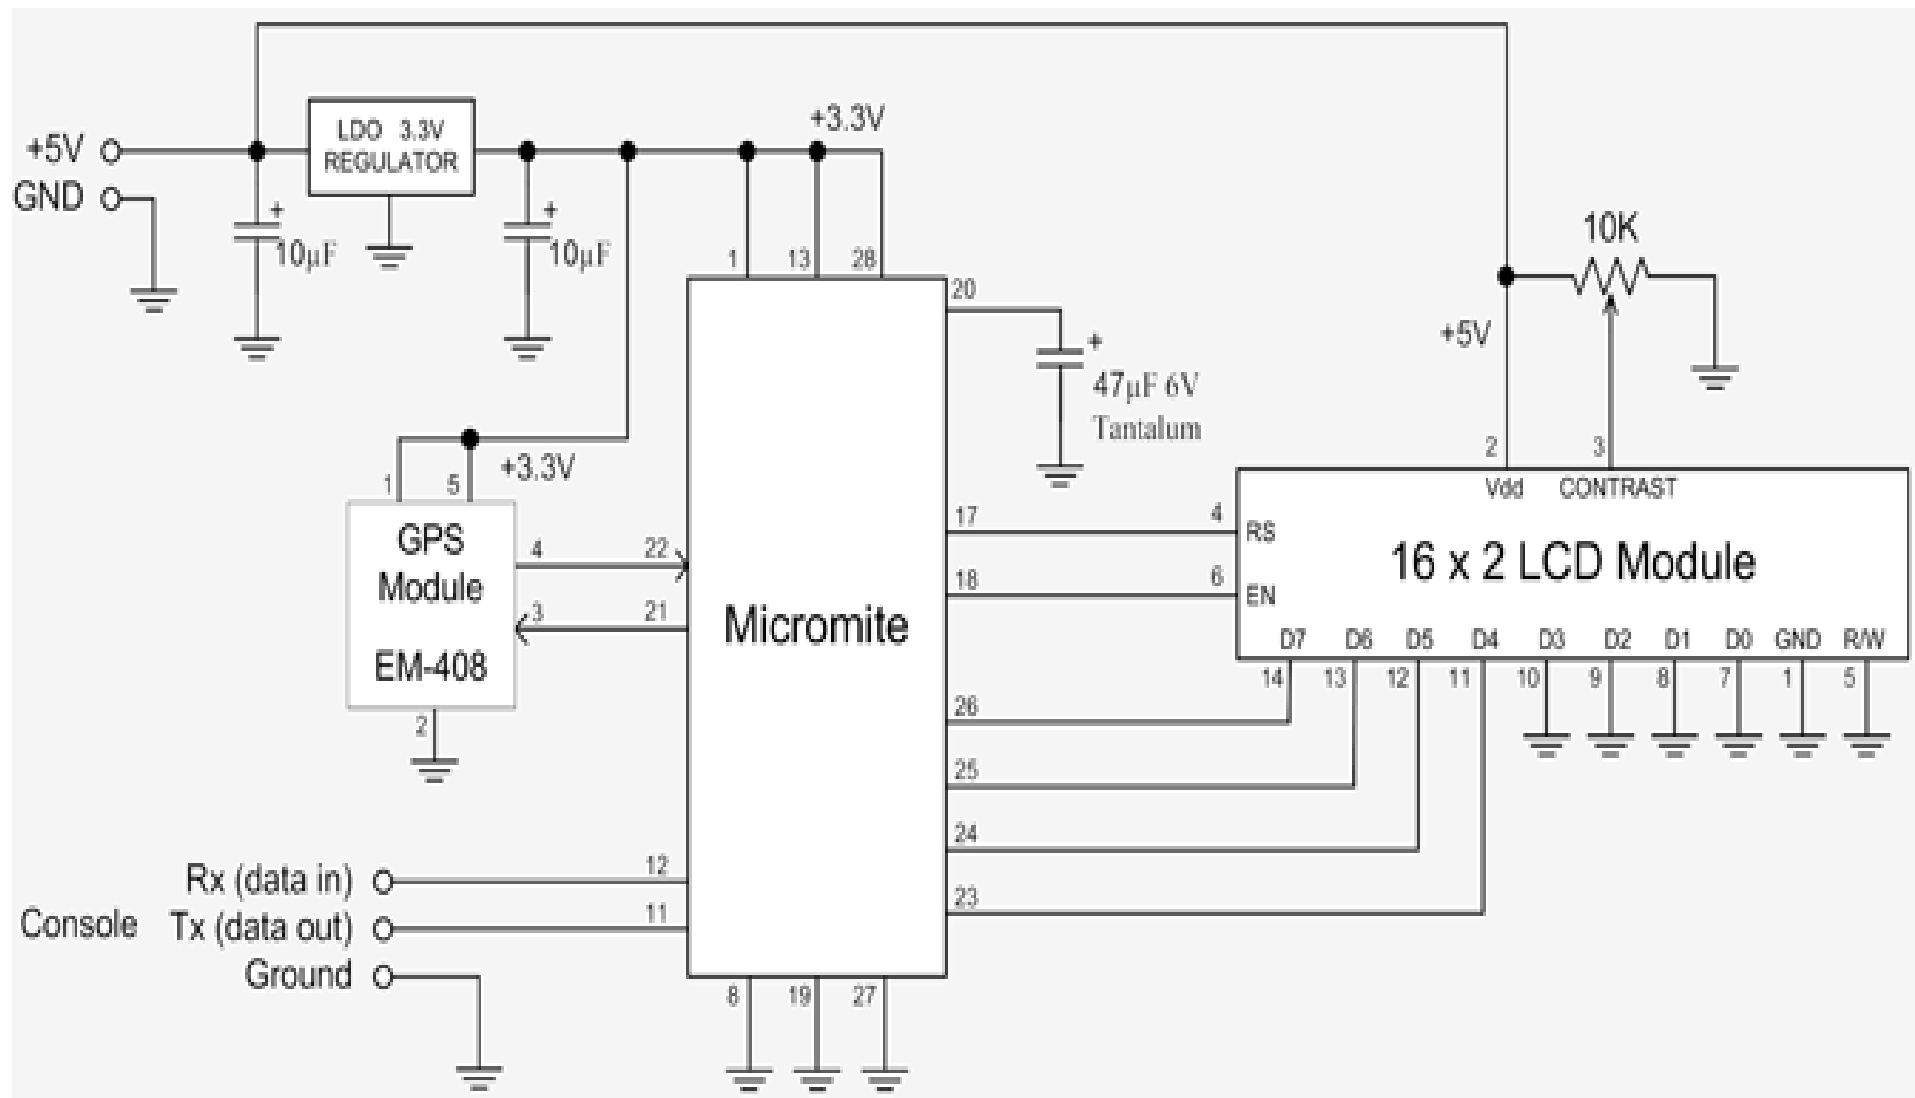 +5V
GND
LDO 3.3V
REGULATOR
+3.3V
+
10µF
+
10µF
1
13
28
20
+
47µF 6V
Tantalum
10K
+5V
2
3
Vdd
CONTRAST
+3.3V
1
5
GPS
Module
EM-408
4
22
3
21
2
Micromite
17
4
RS
18
6
EN
16 x 2 LCD Module
D7
D6
D5
D4
D3
D2
D1
D0
GND
R/W
14
13
12
11
10
9
8
7
1
5
26
25
24
23
Console
Rx (data in)
12
Tx (data out)
11
Ground
8
19
27